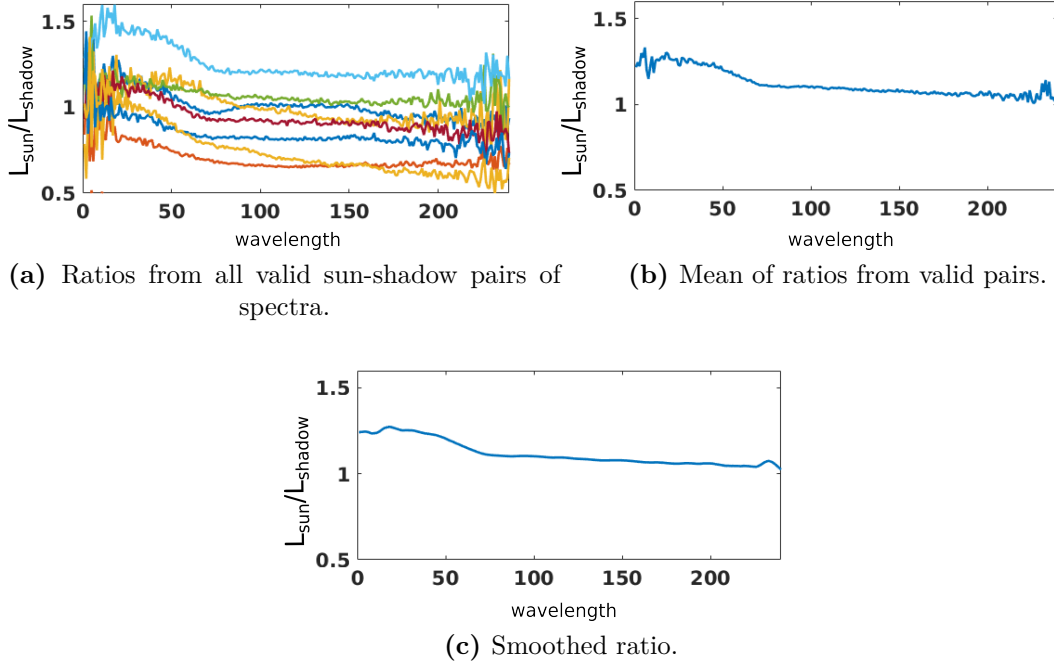 1.5
1
0.5
L_sun/L_shadow
0 50 100 150 200
wavelength
(a) Ratios from all valid sun-shadow pairs of
spectra.
1.5
1
0.5
L_sun/L_shadow
0 50 100 150 200
wavelength
(b) Mean of ratios from valid pairs.
1.5
1
0.5
L_sun/L_shadow
0 50 100 150 200
wavelength
(c) Smoothed ratio.